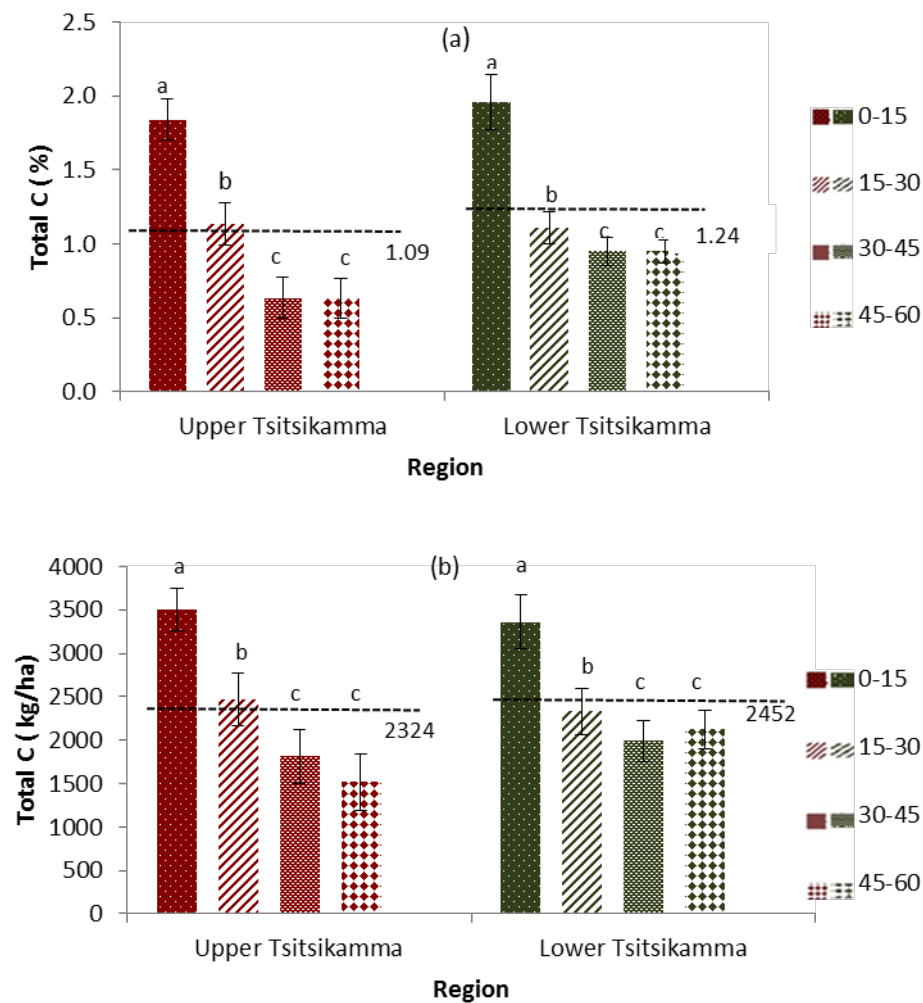 (a)
2.5
2.0
1.5
1.0
0.5
0.0
Total C ( %)
a
b
c
c
1.09
a
b
c
c
1.24
Upper Tsitsikamma
Lower Tsitsikamma
Region
0-15
15-30
30-45
45-60
(b)
4000
3500
3000
2500
2000
1500
1000
500
0
Total C ( kg/ha)
a
b
c
c
2324
a
b
c
c
2452
Upper Tsitsikamma
Lower Tsitsikamma
Region
0-15
15-30
30-45
45-60